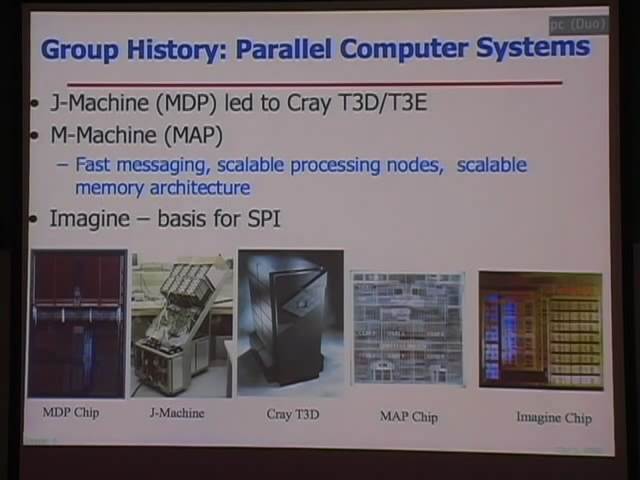 pc (Duo)
Group History: Parallel Computer Systems
• J-Machine (MDP) led to Cray T3D/T3E
• M-Machine (MAP)
– Fast messaging, scalable processing nodes, scalable
memory architecture
• Imagine – basis for SPI
MDP Chip
J-Machine
Cray T3D
MAP Chip
Imagine Chip